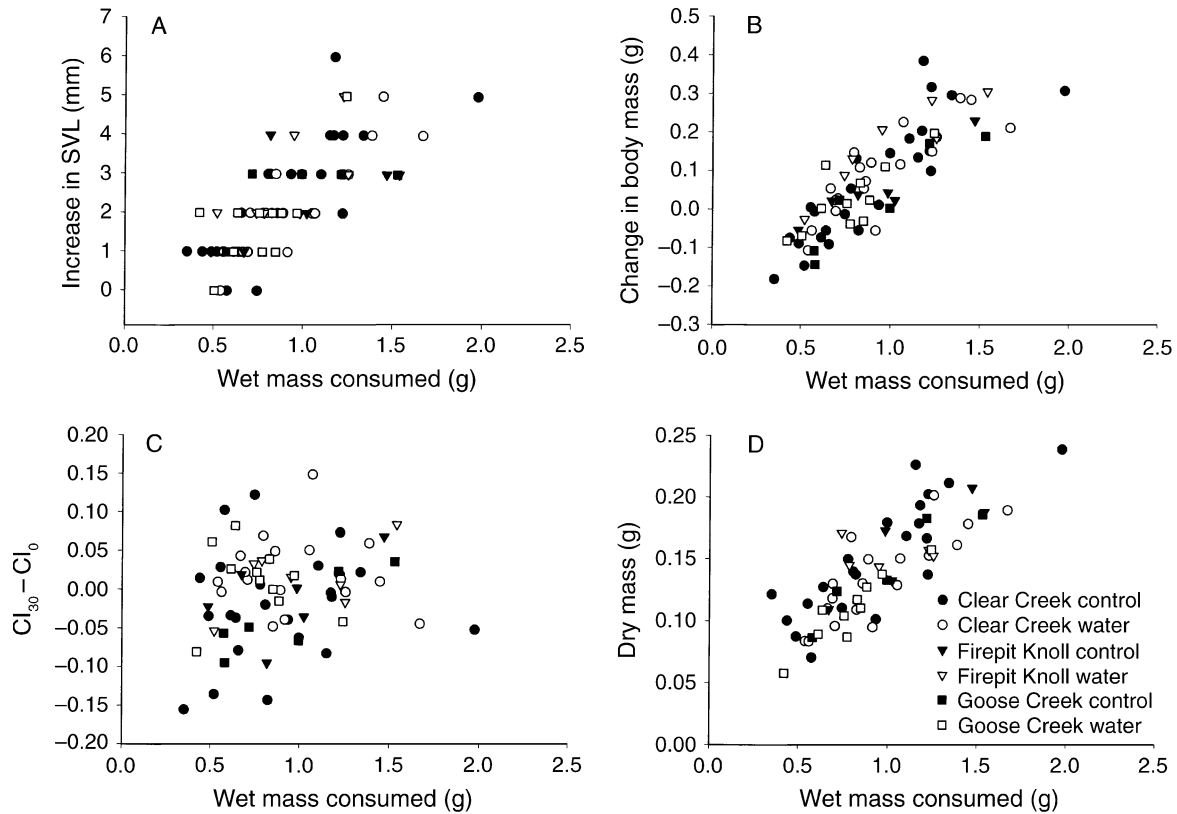 A
Increase in SVL (mm)
7
6
5
4
3
2
1
0
0.0 0.5 1.0 1.5 2.0 2.5
Wet mass consumed (g)
B
Change in body mass (g)
0.5
0.4
0.3
0.2
0.1
0.0
–0.1
–0.2
–0.3
0.0 0.5 1.0 1.5 2.0 2.5
Wet mass consumed (g)
C
CI30 – CI0
0.20
0.15
0.10
0.05
0.00
–0.05
–0.10
–0.15
–0.20
0.0 0.5 1.0 1.5 2.0 2.5
Wet mass consumed (g)
D
Dry mass (g)
0.25
0.20
0.15
0.10
0.05
0.00
Clear Creek control
Clear Creek water
Firepit Knoll control
Firepit Knoll water
Goose Creek control
Goose Creek water
0.0 0.5 1.0 1.5 2.0 2.5
Wet mass consumed (g)